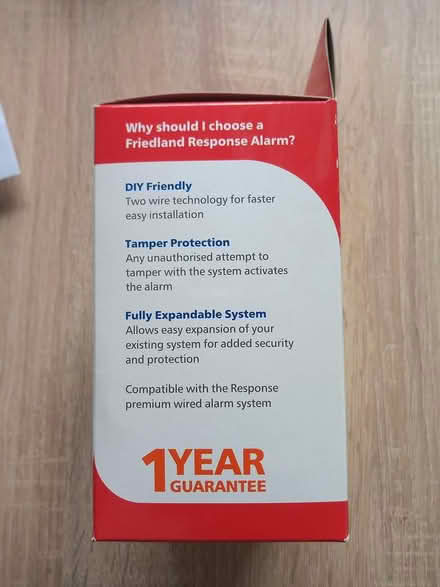 Why should I choose a
Friedland Response Alarm?
DIY Friendly
Two wire technology for faster
easy installation
Tamper Protection
Any unauthorised attempt to
tamper with the system activates
the alarm
Fully Expandable System
Allows easy expansion of your
existing system for added security
and protection
Compatible with the Response
premium wired alarm system
1 YEAR
GUARANTEE